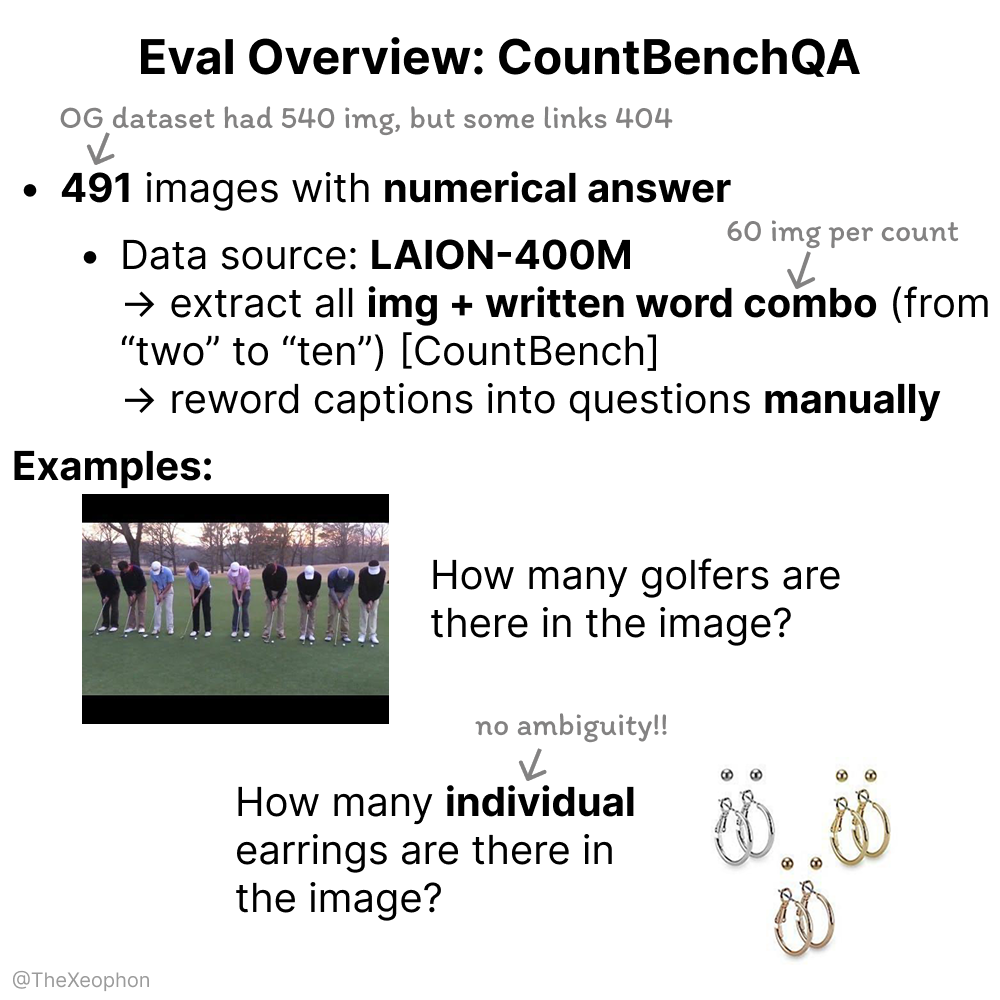 Eval Overview: CountBenchQA
OG dataset had 540 img, but some links 404
• 491 images with numerical answer
60 img per count
• Data source: LAION-400M
→ extract all img + written word combo (from
“two” to “ten”) [CountBench]
→ reword captions into questions manually
Examples:
How many golfers are
there in the image?
no ambiguity!!
How many individual
earrings are there in
the image?
@TheXeophon